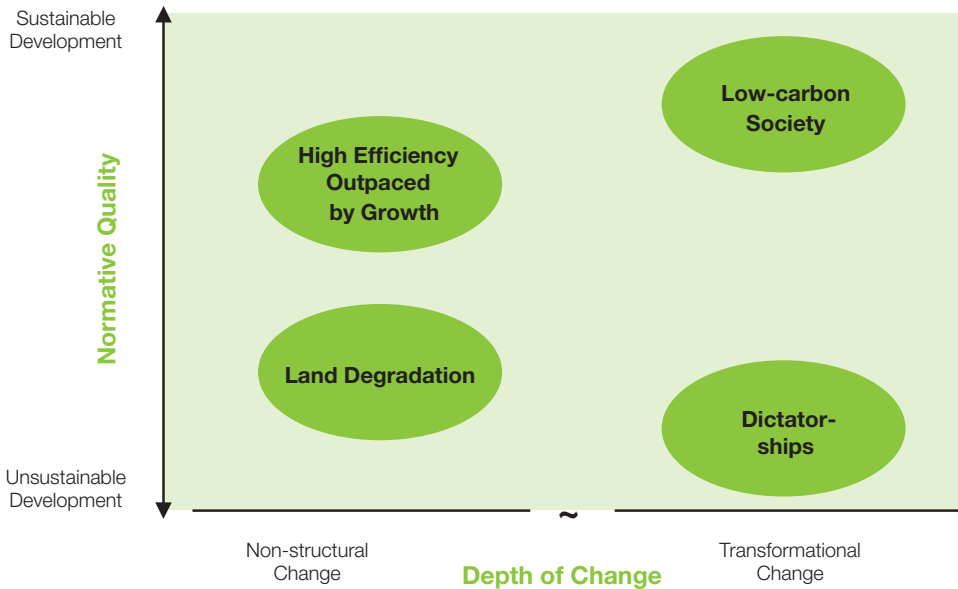 Sustainable
Development
Normative Quality
Unsustainable
Development
High Efficiency
Outpaced
by Growth
Low-carbon
Society
Land Degradation
Dictator-
ships
~
Non-structural
Change
Depth of Change
Transformational
Change